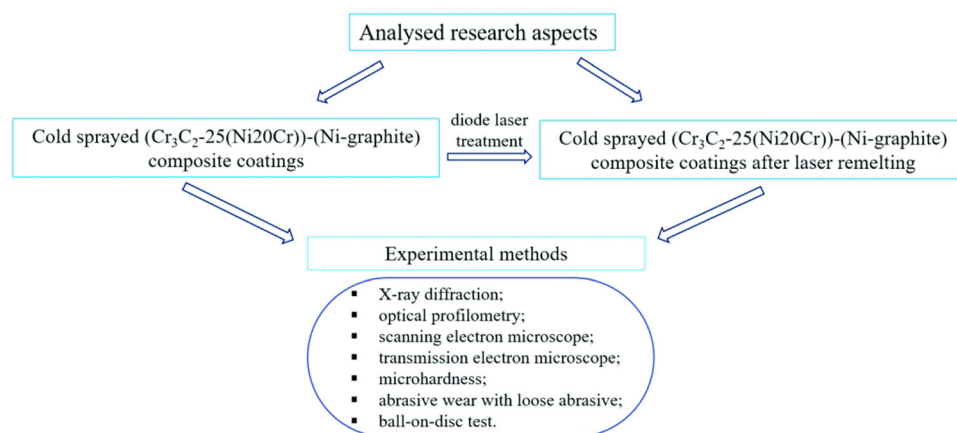 Analysed research aspects
Cold sprayed (Cr₃C₂-25(Ni20Cr))-(Ni-graphite)
composite coatings
diode laser
treatment
Cold sprayed (Cr₃C₂-25(Ni20Cr))-(Ni-graphite)
composite coatings after laser remelting
Experimental methods
▪ X-ray diffraction;
▪ optical profilometry;
▪ scanning electron microscope;
▪ transmission electron microscope;
▪ microhardness;
▪ abrasive wear with loose abrasive;
▪ ball-on-disc test.